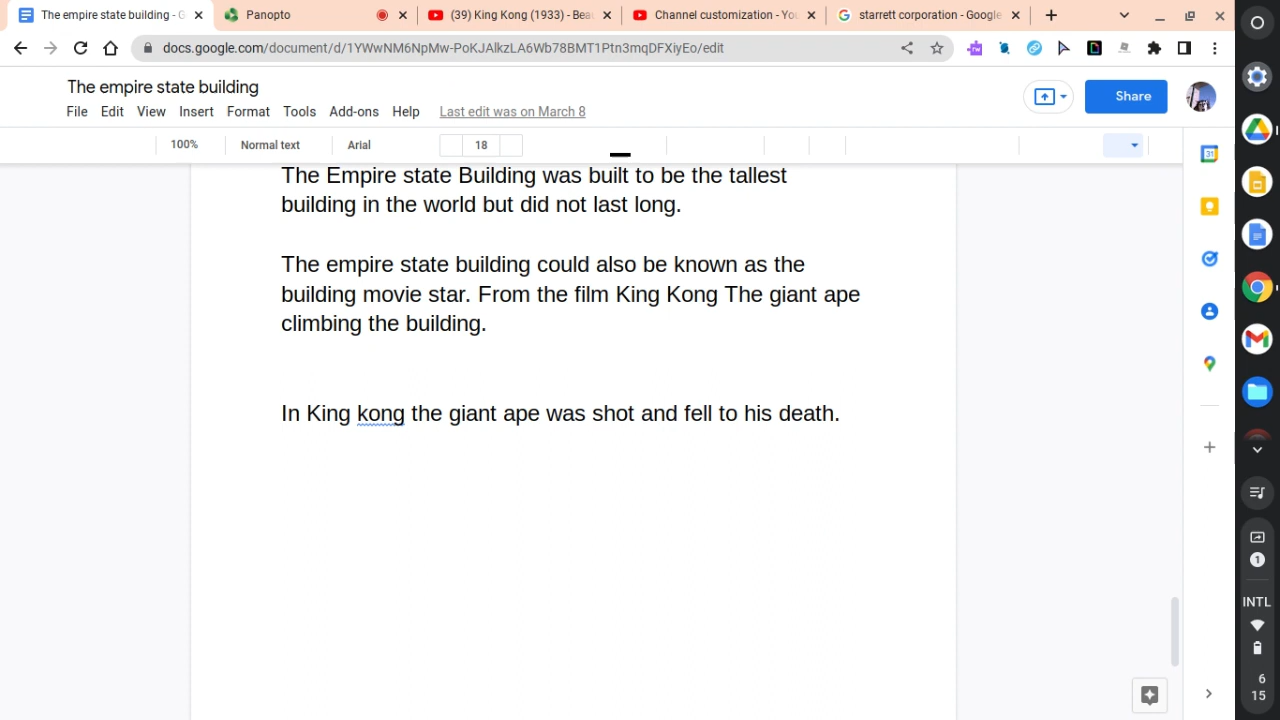 The empire state building - G
Panopto
(39) King Kong (1933) - Bea
Channel customization - Yo
starrett corporation - Google
docs.google.com/document/d/1YWwNM6NpMw-PoKJAlkzLA6Wb78BMT1Ptn3mqDFXiyEo/edit
The empire state building
File Edit View Insert Format Tools Add-ons Help Last edit was on March 8
Share
100% Normal text Arial 18
The Empire state Building was built to be the tallest
building in the world but did not last long.
The empire state building could also be known as the
building movie star. From the film King Kong The giant ape
climbing the building.
In King kong the giant ape was shot and fell to his death.
31
1
INTL
6
15